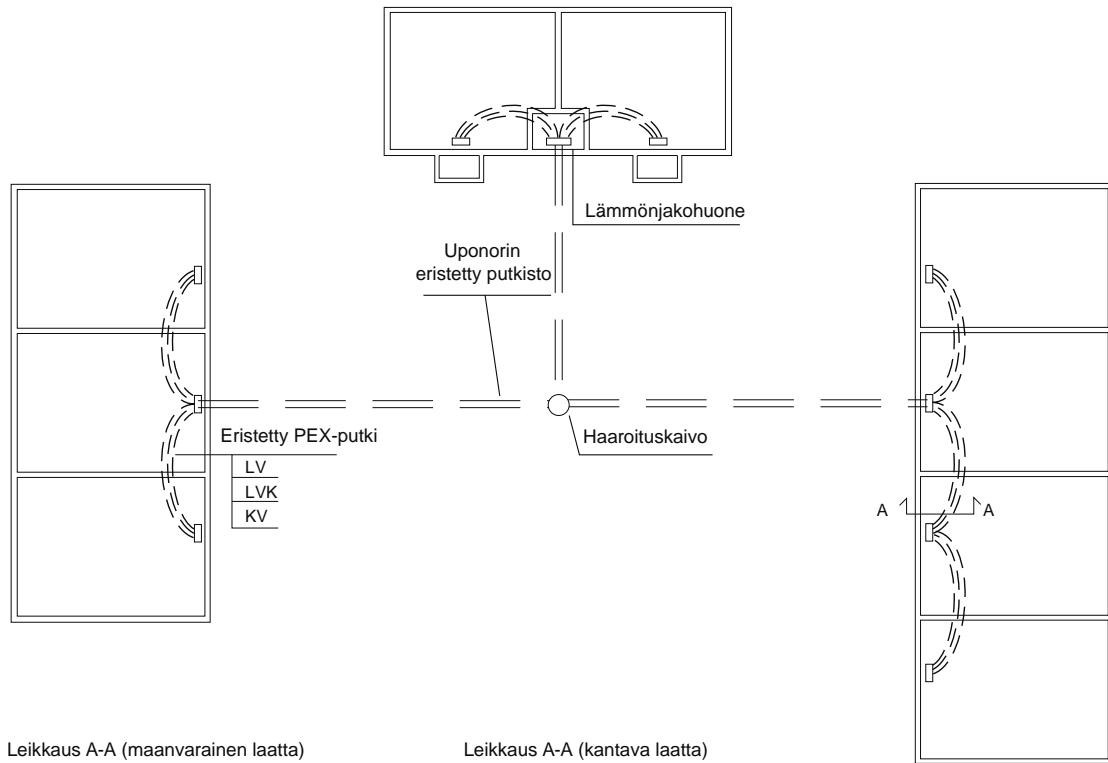 Lämmönjakohuone
Uponorin
eristetty putkisto
Eristetty PEX-putki
LV
LVK
KV
Haaroituskaivo
A
A
Leikkaus A-A (maanvarainen laatta)
Leikkaus A-A (kantava laatta)